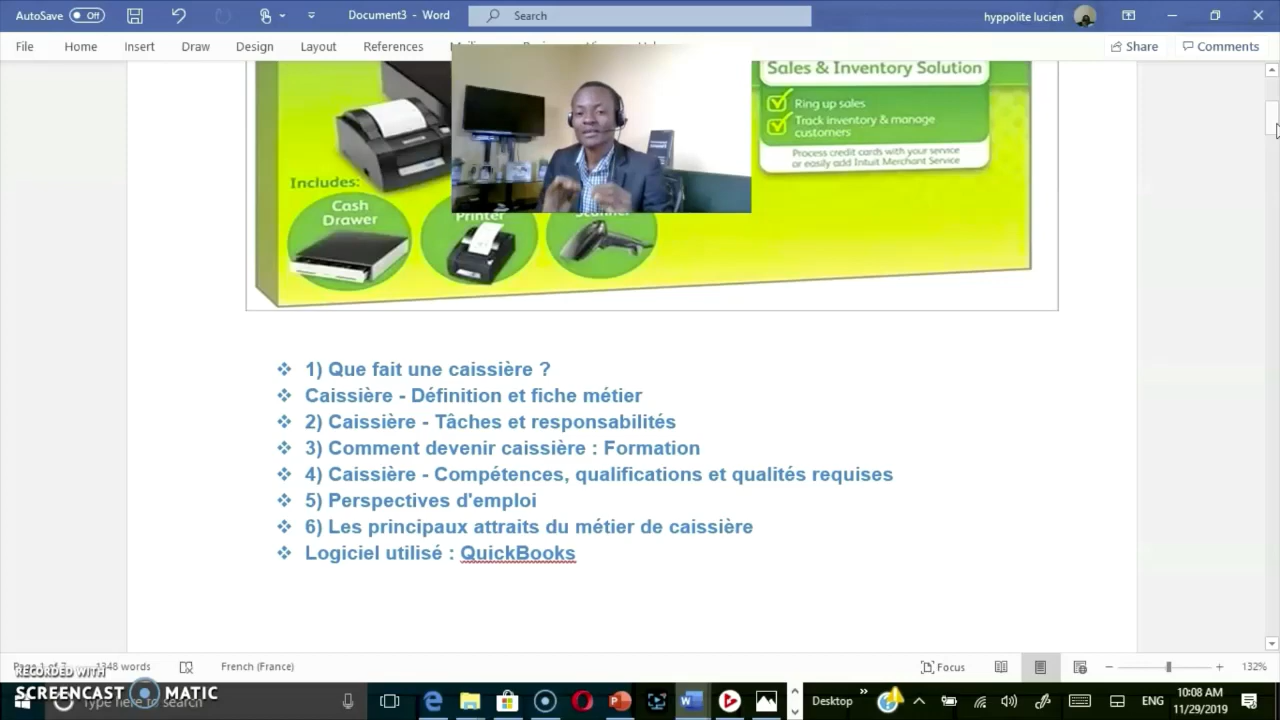 AutoSave Off
Document3 - Word
Search
hyppolite lucien
File Home Insert Draw Design Layout References
Share Comments
Sales & Inventory Solution
Ring up sales
Track inventory & manage
customers
Process credit cards with your service
or easily add Intuit Merchant Service
Includes:
Cash
Drawer
Printer
Scanner
❖ 1) Que fait une caissière ?
❖ Caissière - Définition et fiche métier
❖ 2) Caissière - Tâches et responsabilités
❖ 3) Comment devenir caissière : Formation
❖ 4) Caissière - Compétences, qualifications et qualités requises
❖ 5) Perspectives d'emploi
❖ 6) Les principaux attraits du métier de caissière
❖ Logiciel utilisé : QuickBooks
words
French (France)
Focus
132%
RECORDED WITH
SCREENCAST MATIC
Type here to search
Desktop
ENG
10:08 AM
11/29/2019